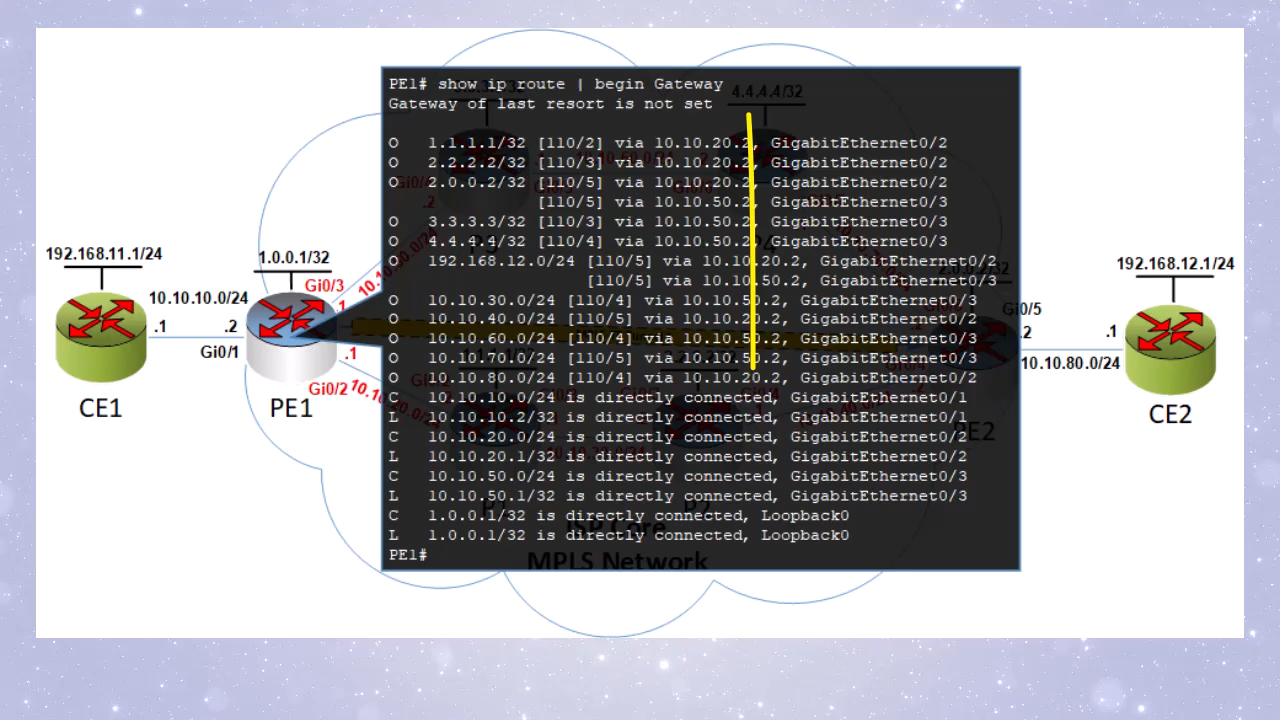 PE1# show ip route | begin Gateway
Gateway of last resort is not set
O 1.1.1.1/32 [110/2] via 10.10.20.2, GigabitEthernet0/2
O 2.2.2.2/32 [110/3] via 10.10.20.2, GigabitEthernet0/2
O 2.0.0.2/32 [110/5] via 10.10.20.2, GigabitEthernet0/2
[110/5] via 10.10.50.2, GigabitEthernet0/3
O 3.3.3.3/32 [110/3] via 10.10.50.2, GigabitEthernet0/3
O 4.4.4.4/32 [110/4] via 10.10.50.2, GigabitEthernet0/3
O 192.168.12.0/24 [110/5] via 10.10.20.2, GigabitEthernet0/2
[110/5] via 10.10.50.2, GigabitEthernet0/3
O 10.10.30.0/24 [110/4] via 10.10.50.2, GigabitEthernet0/3
O 10.10.40.0/24 [110/5] via 10.10.20.2, GigabitEthernet0/2
O 10.10.60.0/24 [110/4] via 10.10.50.2, GigabitEthernet0/3
O 10.10.70.0/24 [110/5] via 10.10.50.2, GigabitEthernet0/3
O 10.10.80.0/24 [110/4] via 10.10.20.2, GigabitEthernet0/2
C 10.10.10.0/24 is directly connected, GigabitEthernet0/1
L 10.10.10.2/32 is directly connected, GigabitEthernet0/1
C 10.10.20.0/24 is directly connected, GigabitEthernet0/2
L 10.10.20.1/32 is directly connected, GigabitEthernet0/2
C 10.10.50.0/24 is directly connected, GigabitEthernet0/3
L 10.10.50.1/32 is directly connected, GigabitEthernet0/3
C 1.0.0.1/32 is directly connected, Loopback0
L 1.0.0.1/32 is directly connected, Loopback0
PE1#
4.4.4.4/32
192.168.11.1/24
10.10.10.0/24
.1
.2
Gi0/1
CE1
1.0.0.1/32
Gi0/3
.1
.1
Gi0/2
PE1
P1
P2
ISP Core
MPLS Network
PE2
Gi0/5
.2
10.10.80.0/24
192.168.12.1/24
.1
CE2